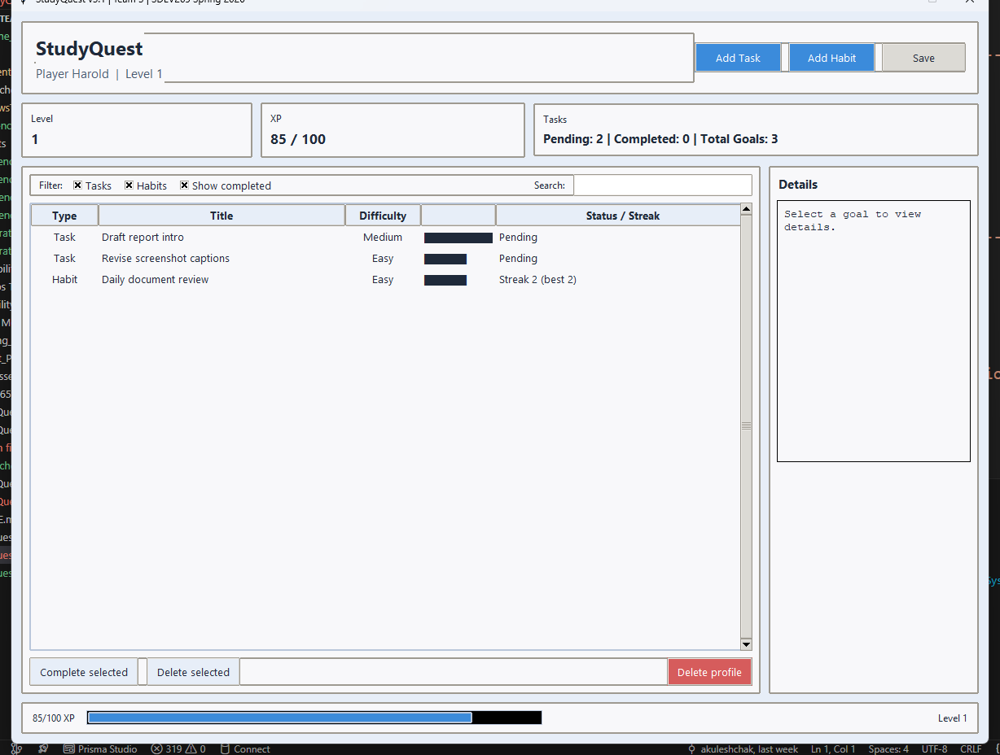 StudyQuest v3.1 | Team 5 | SDEV265 Spring 2026
StudyQuest
Player Harold | Level 1
Add Task
Add Habit
Save
Level
1
XP
85 / 100
Tasks
Pending: 2 | Completed: 0 | Total Goals: 3
Filter: Tasks Habits Show completed Search:
Type Title Difficulty Status / Streak
Task Draft report intro Medium Pending
Task Revise screenshot captions Easy Pending
Habit Daily document review Easy Streak 2 (best 2)
Details
Select a goal to view
details.
Complete selected Delete selected Delete profile
85/100 XP Level 1
Prisma Studio 319 0 Connect akuleshchak, last week Ln 1, Col 1 Spaces: 4 UTF-8 CRLF